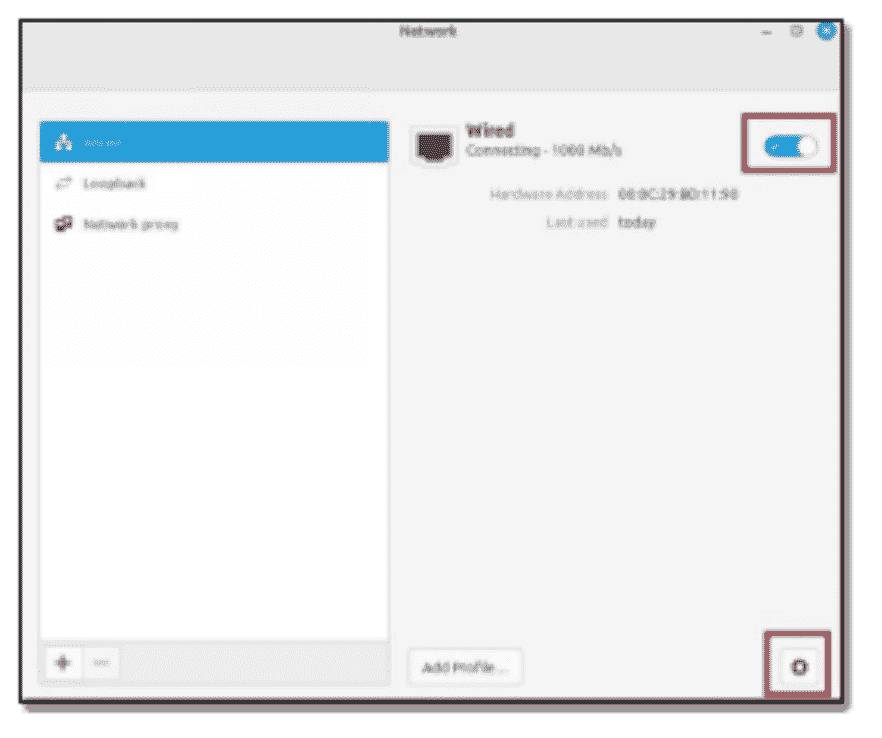 Network
Wired
Connecting - 1000 Mb/s
Loopback
Hardware Address
Network proxy
Last used today
Add Profile...